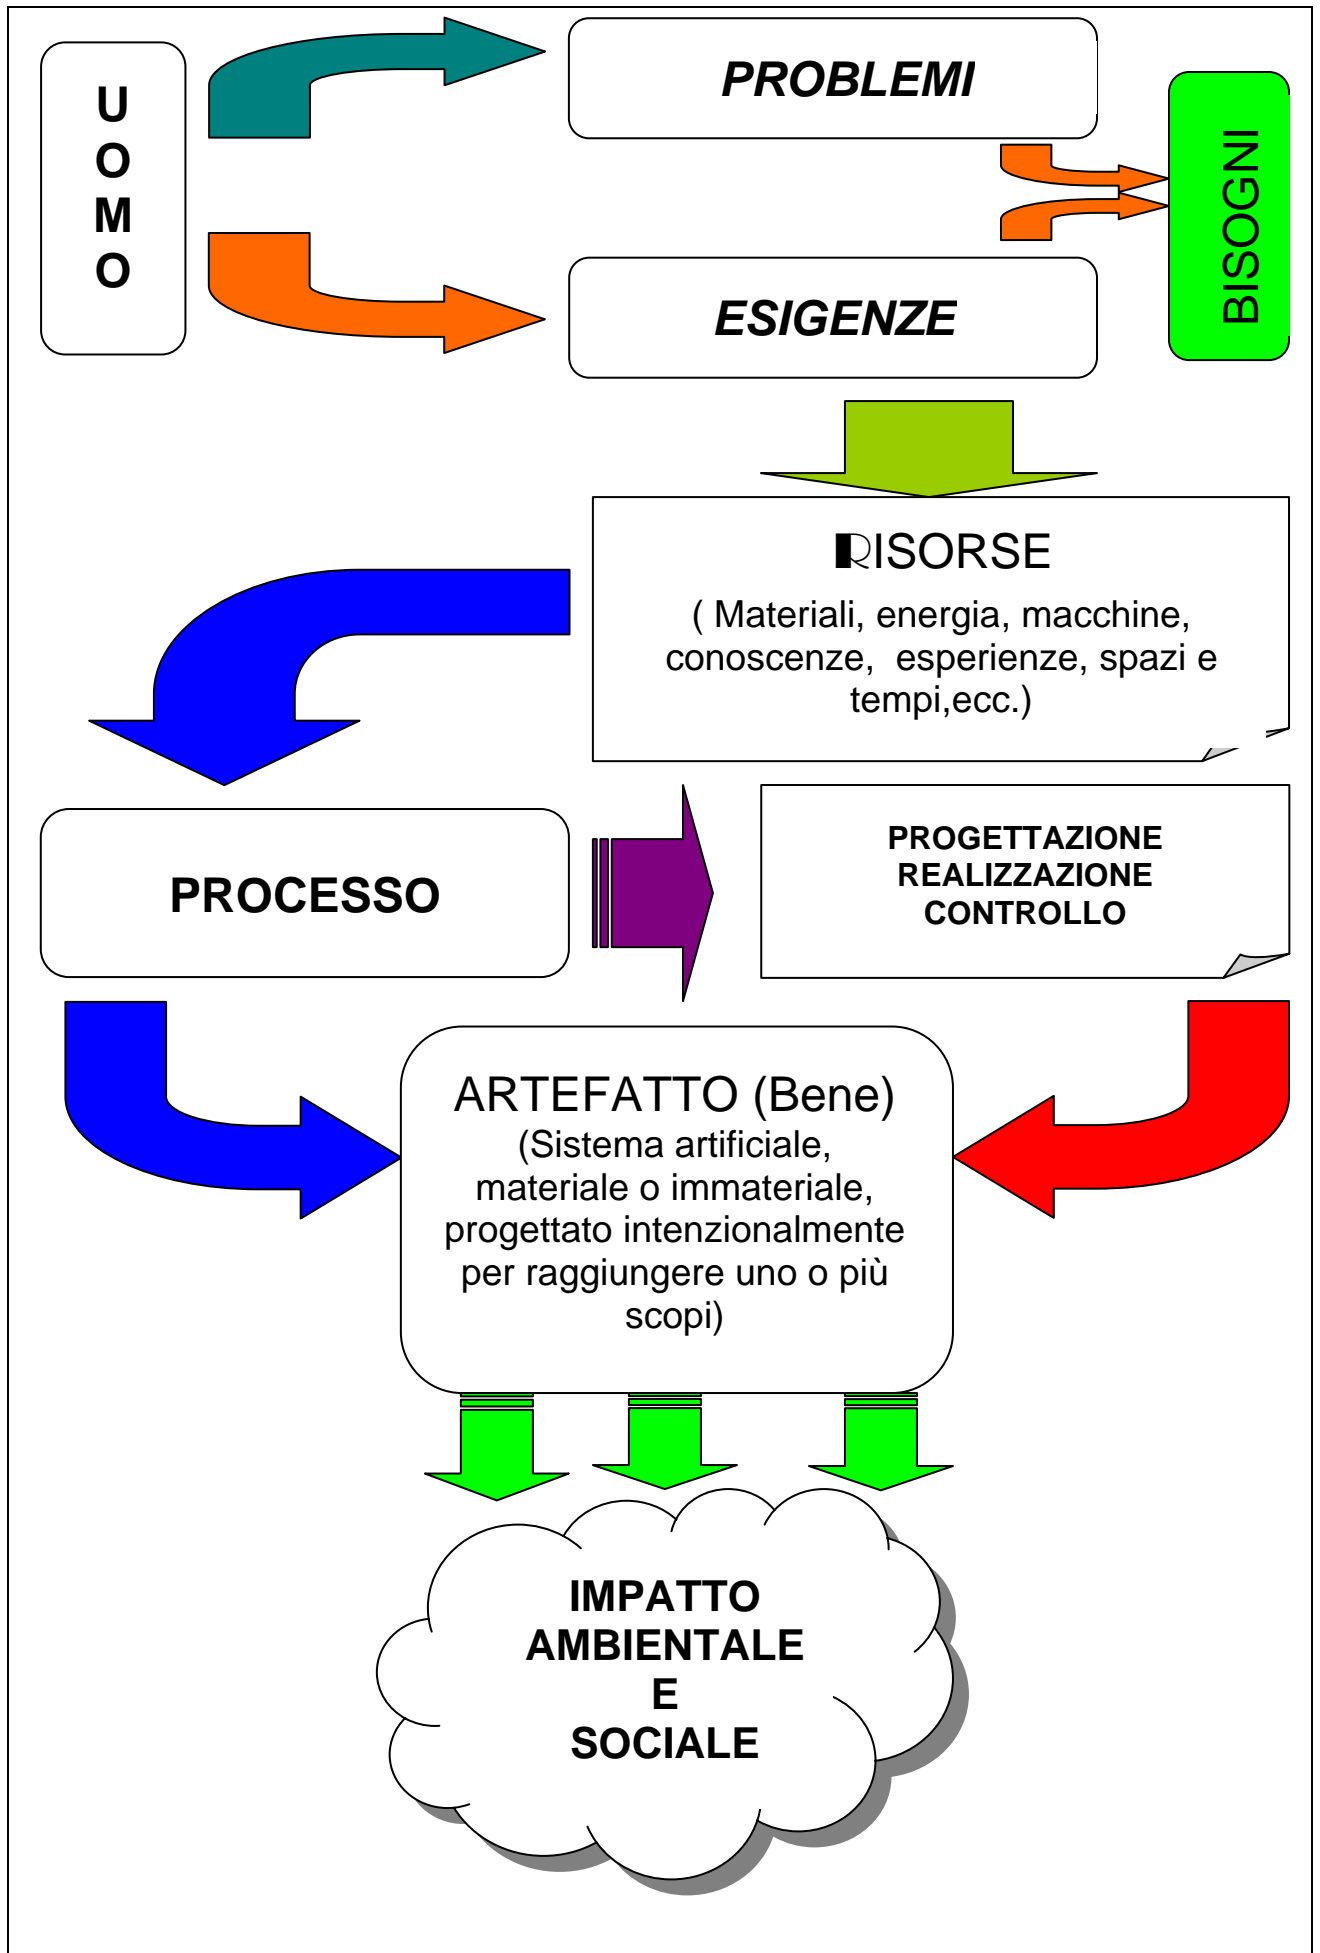 U
O
M
O
PROBLEMI
BISOGNI
ESIGENZE
RISORSE
( Materiali, energia, macchine,
conoscenze, esperienze, spazi e
tempi,ecc.)
PROCESSO
PROGETTAZIONE
REALIZZAZIONE
CONTROLLO
ARTEFATTO (Bene)
(Sistema artificiale,
materiale o immateriale,
progettato intenzionalmente
per raggiungere uno o più
scopi)
IMPATTO
AMBIENTALE
E
SOCIALE